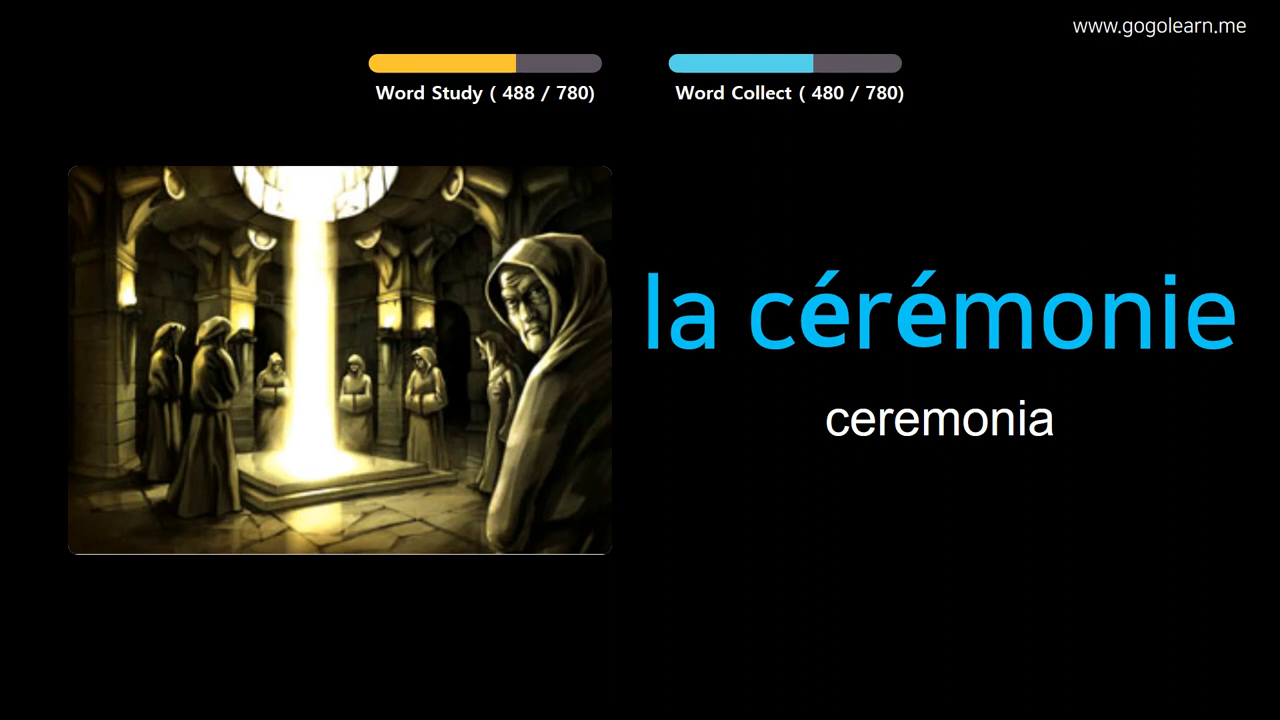 www.gogolearn.me
Word Study ( 488 / 780)
Word Collect ( 480 / 780)
la cérémonie
ceremonia